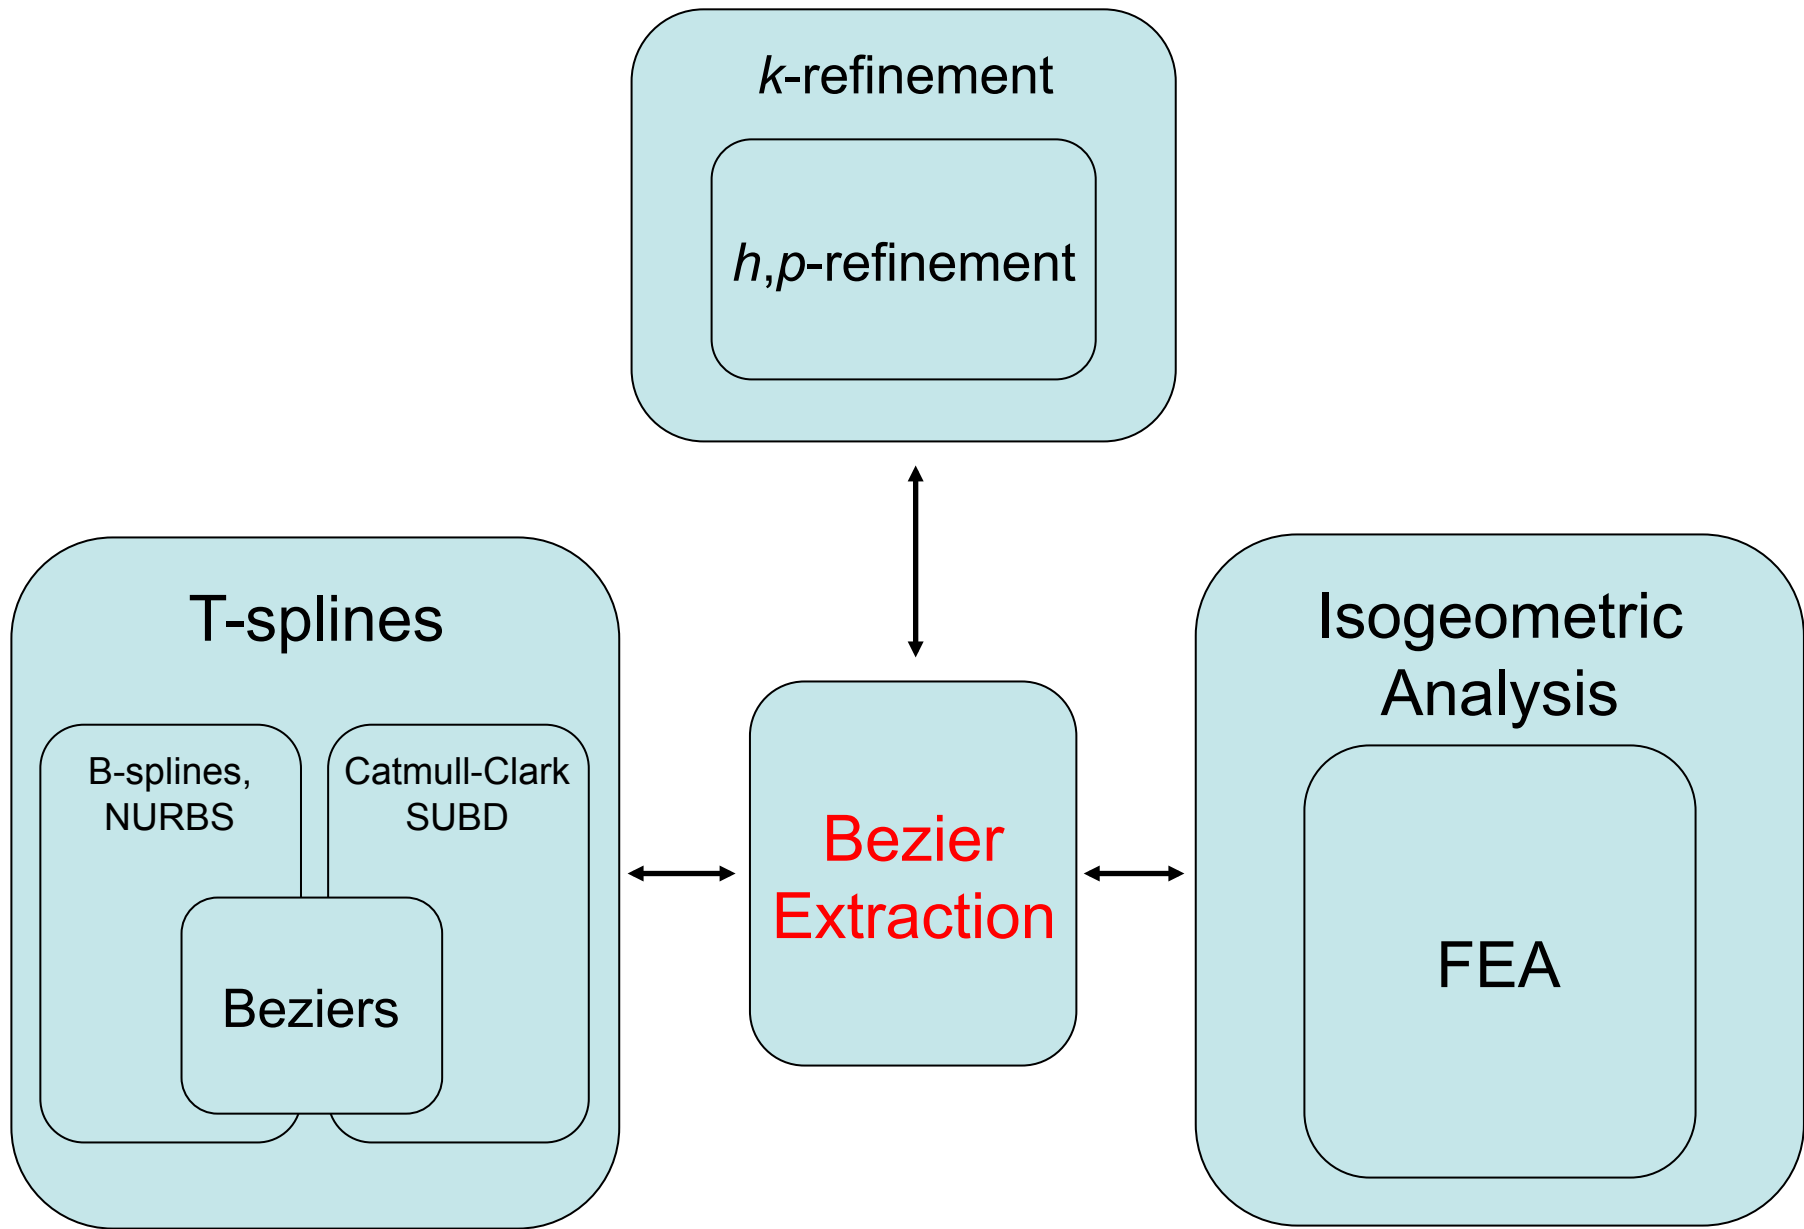 k-refinement
h,p-refinement
T-splines
B-splines,
NURBS
Catmull-Clark
SUBD
Beziers
Bezier
Extraction
Isogeometric
Analysis
FEA